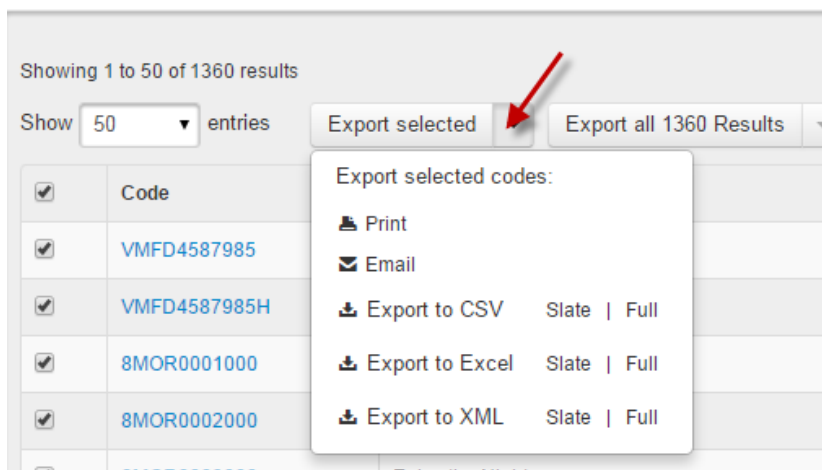 Showing 1 to 50 of 1360 results
Show 50 entries Export selected Export all 1360 Results
Code
Export selected codes:
Print
VMFD4587985
Email
VMFD4587985H
Export to CSV Slate | Full
8MOR0001000
Export to Excel Slate | Full
8MOR0002000
Export to XML Slate | Full